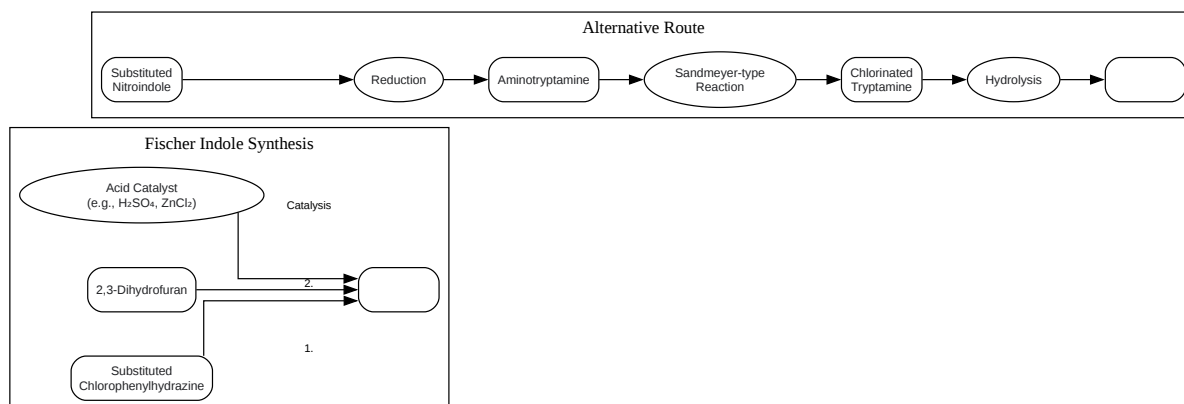 Alternative Route
Substituted
Nitroindole
Reduction
Aminotryptamine
Sandmeyer-type
Reaction
Chlorinated
Tryptamine
Hydrolysis
Fischer Indole Synthesis
Acid Catalyst
(e.g., H₂SO₄, ZnCl₂)
Catalysis
2,3-Dihydrofuran
2.
1.
Substituted
Chlorophenylhydrazine